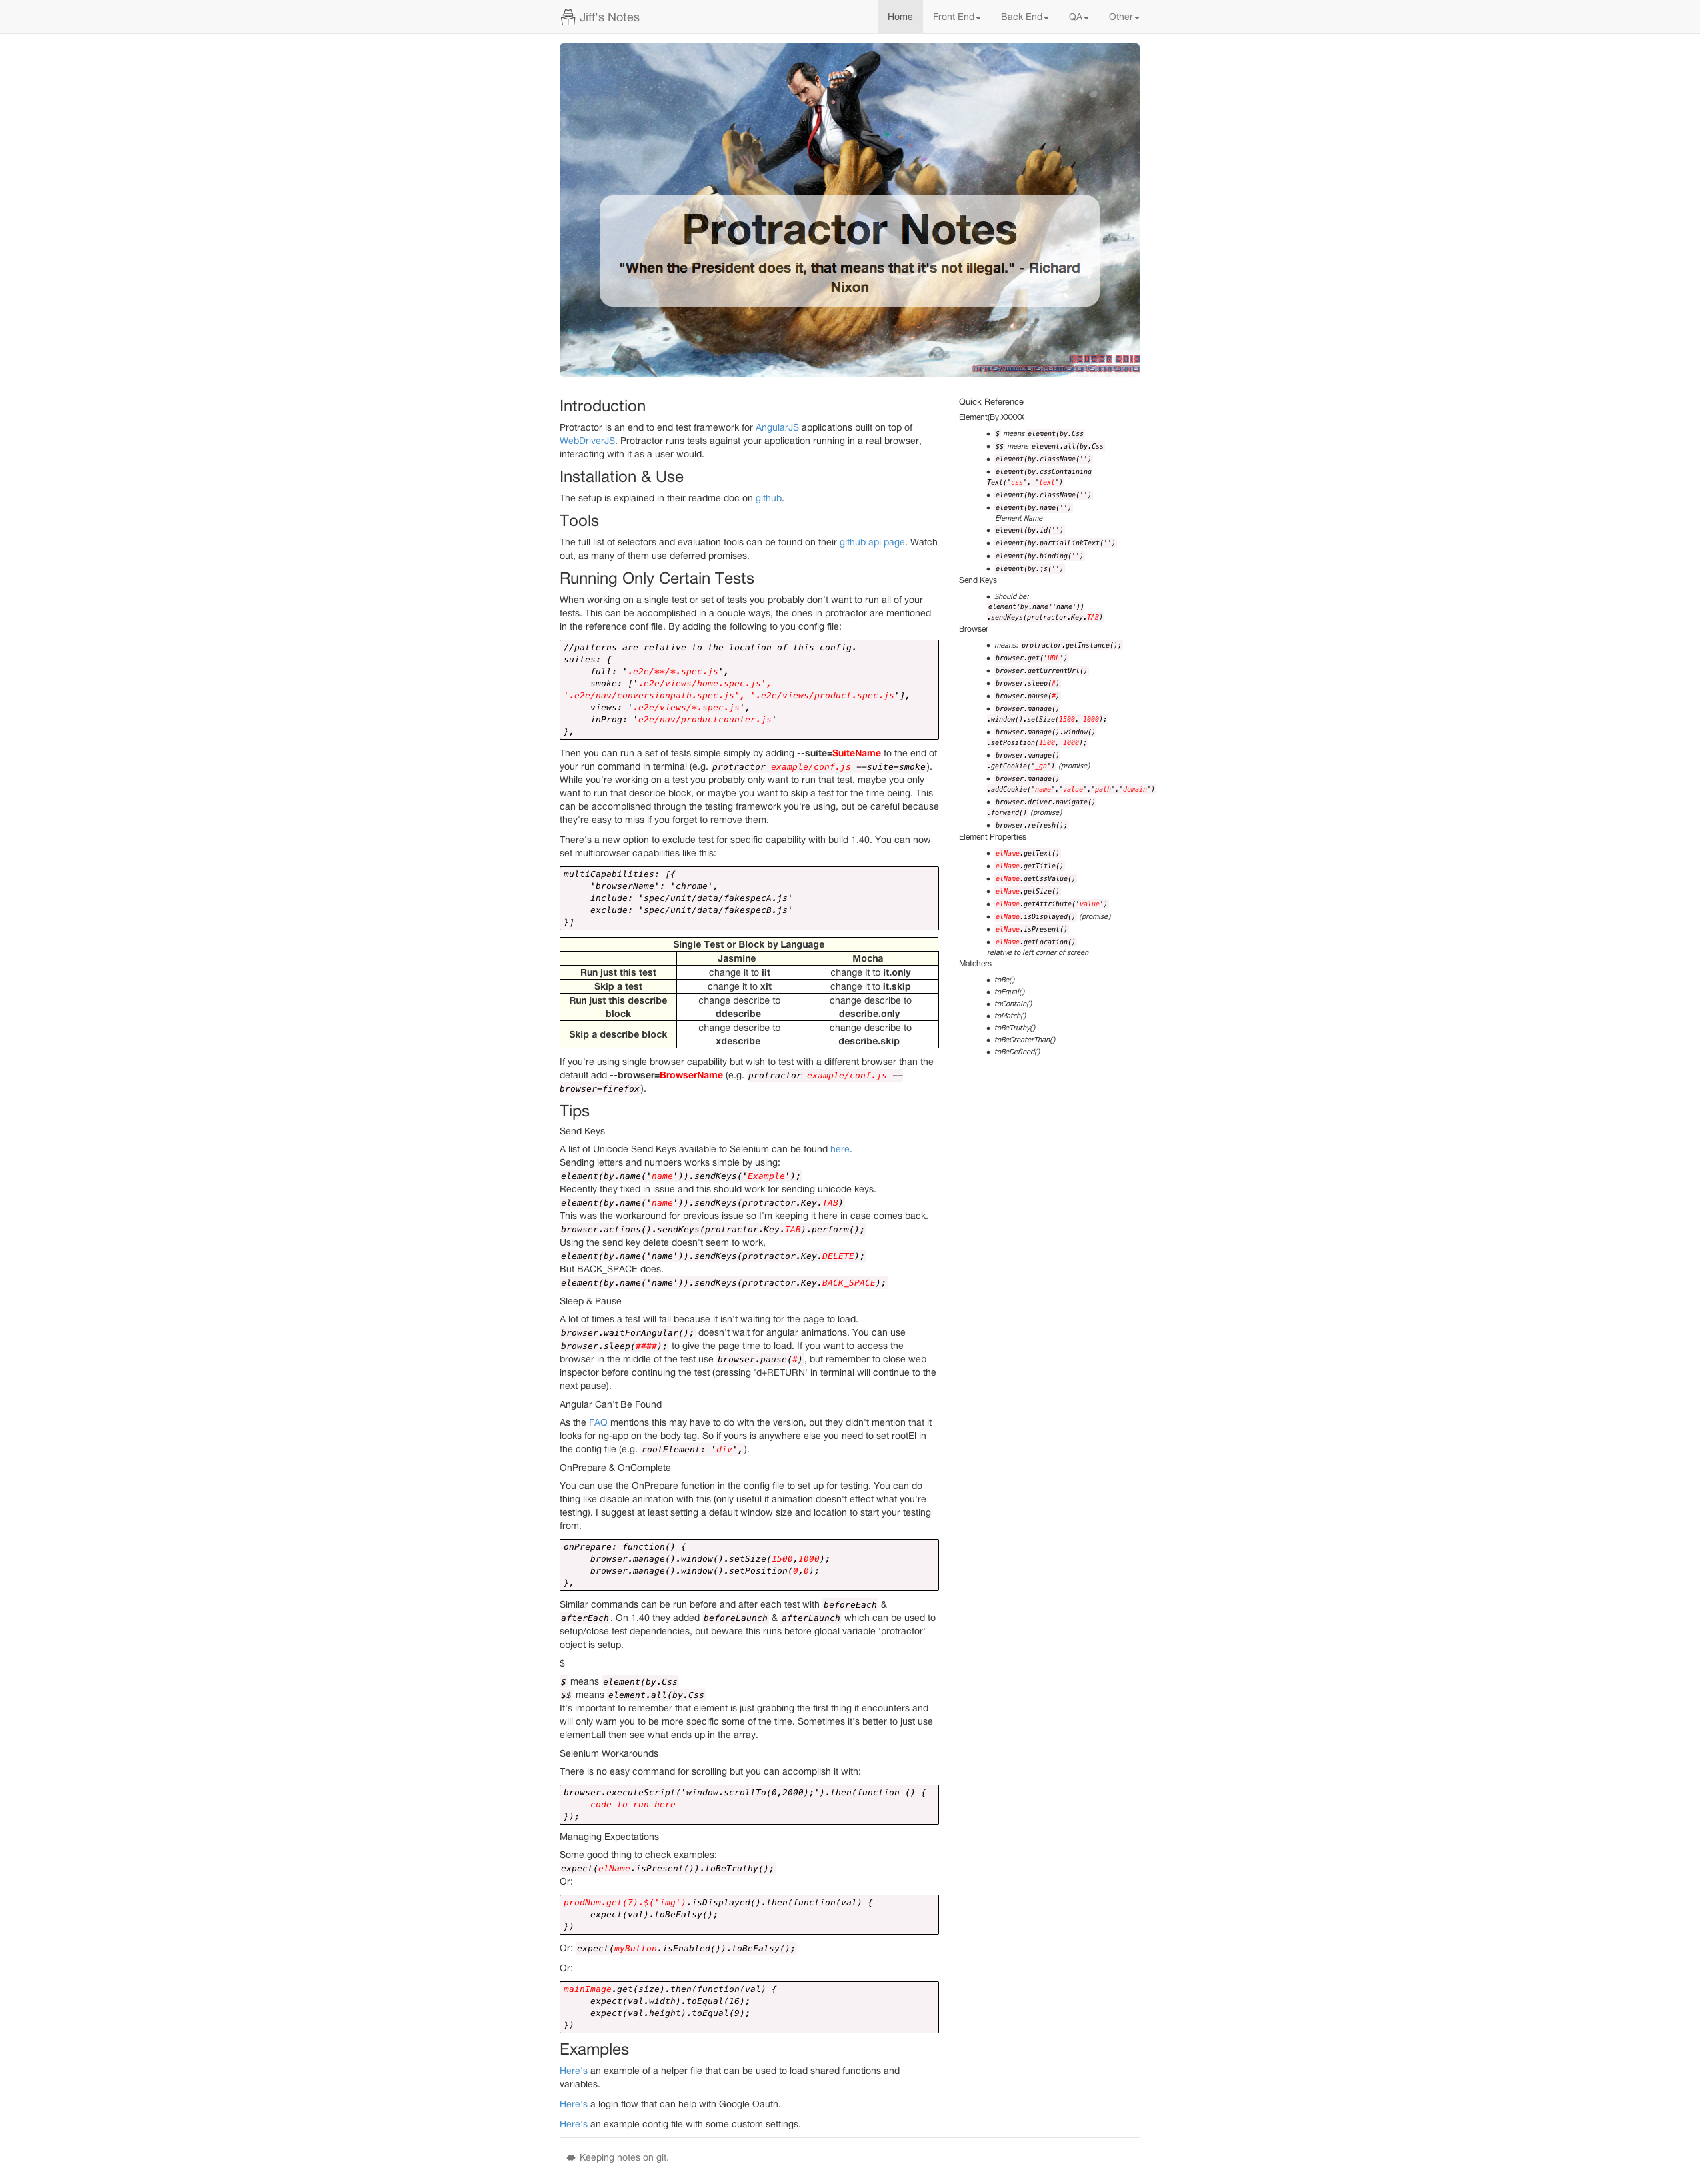 Jiff's Notes
Home
Front End
Back End
QA
Other
Protractor Notes
"When the President does it, that means that it's not illegal." - Richard
Nixon
Introduction
Protractor is an end to end test framework for AngularJS applications built on top of
WebDriverJS. Protractor runs tests against your application running in a real browser,
interacting with it as a user would.
Installation & Use
The setup is explained in their readme doc on github.
Tools
The full list of selectors and evaluation tools can be found on their github api page. Watch
out, as many of them use deferred promises.
Running Only Certain Tests
When working on a single test or set of tests you probably don't want to run all of your
tests. This can be accomplished in a couple ways, the ones in protractor are mentioned
in the reference conf file. By adding the following to you config file:
//patterns are relative to the location of this config.
suites: {
full: '.e2e/**/*.spec.js',
smoke: ['.e2e/views/home.spec.js',
'.e2e/nav/conversionpath.spec.js', '.e2e/views/product.spec.js'],
views: '.e2e/views/*.spec.js',
inProg: 'e2e/nav/productcounter.js'
},
Then you can run a set of tests simple simply by adding --suite=SuiteName to the end of
your run command in terminal (e.g. protractor example/conf.js --suite=smoke).
While you're working on a test you probably only want to run that test, maybe you only
want to run that describe block, or maybe you want to skip a test for the time being. This
can be accomplished through the testing framework you're using, but be careful because
they're easy to miss if you forget to remove them.
There's a new option to exclude test for specific capability with build 1.40. You can now
set multibrowser capabilities like this:
multiCapabilities: [{
'browserName': 'chrome',
include: 'spec/unit/data/fakespecA.js'
exclude: 'spec/unit/data/fakespecB.js'
}]
Single Test or Block by Language
Jasmine Mocha
Run just this test change it to iit change it to it.only
Skip a test change it to xit change it to it.skip
Run just this describe change describe to change describe to
block ddescribe describe.only
Skip a describe block change describe to change describe to
xdescribe describe.skip
If you're using single browser capability but wish to test with a different browser than the
default add --browser=BrowserName (e.g. protractor example/conf.js --
browser=firefox).
Tips
Send Keys
A list of Unicode Send Keys available to Selenium can be found here.
Sending letters and numbers works simple by using:
element(by.name('name')).sendKeys('Example');
Recently they fixed in issue and this should work for sending unicode keys.
element(by.name('name')).sendKeys(protractor.Key.TAB)
This was the workaround for previous issue so I'm keeping it here in case comes back.
browser.actions().sendKeys(protractor.Key.TAB).perform();
Using the send key delete doesn't seem to work,
element(by.name('name')).sendKeys(protractor.Key.DELETE);
But BACK_SPACE does.
element(by.name('name')).sendKeys(protractor.Key.BACK_SPACE);
Sleep & Pause
A lot of times a test will fail because it isn't waiting for the page to load.
browser.waitForAngular(); doesn't wait for angular animations. You can use
browser.sleep(####); to give the page time to load. If you want to access the
browser in the middle of the test use browser.pause(#), but remember to close web
inspector before continuing the test (pressing 'd+RETURN' in terminal will continue to the
next pause).
Angular Can't Be Found
As the FAQ mentions this may have to do with the version, but they didn't mention that it
looks for ng-app on the body tag. So if yours is anywhere else you need to set rootEl in
the config file (e.g. rootElement: 'div',).
OnPrepare & OnComplete
You can use the OnPrepare function in the config file to set up for testing. You can do
thing like disable animation with this (only useful if animation doesn't effect what you're
testing). I suggest at least setting a default window size and location to start your testing
from.
onPrepare: function() {
browser.manage().window().setSize(1500,1000);
browser.manage().window().setPosition(0,0);
},
Similar commands can be run before and after each test with beforeEach &
afterEach. On 1.40 they added beforeLaunch & afterLaunch which can be used to
setup/close test dependencies, but beware this runs before global variable 'protractor'
object is setup.
$
$ means element(by.Css
$$ means element.all(by.Css
It's important to remember that element is just grabbing the first thing it encounters and
will only warn you to be more specific some of the time. Sometimes it's better to just use
element.all then see what ends up in the array.
Selenium Workarounds
There is no easy command for scrolling but you can accomplish it with:
browser.executeScript('window.scrollTo(0,2000);').then(function () {
code to run here
});
Managing Expectations
Some good thing to check examples:
expect(elName.isPresent()).toBeTruthy();
Or:
prodNum.get(7).$('img').isDisplayed().then(function(val) {
expect(val).toBeFalsy();
})
Or: expect(myButton.isEnabled()).toBeFalsy();
Or:
mainImage.get(size).then(function(val) {
expect(val.width).toEqual(16);
expect(val.height).toEqual(9);
})
Examples
Here's an example of a helper file that can be used to load shared functions and
variables.
Here's a login flow that can help with Google Oauth.
Here's an example config file with some custom settings.
Quick Reference
Element(By.XXXXX
$ means element(by.Css
$$ means element.all(by.Css
element(by.className('')
element(by.cssContaining
Text('css', 'text')
element(by.className('')
element(by.name('')
Element Name
element(by.id('')
element(by.partialLinkText('')
element(by.binding('')
element(by.js('')
Send Keys
Should be:
element(by.name('name'))
.sendKeys(protractor.Key.TAB)
Browser
means: protractor.getInstance();
browser.get('URL')
browser.getCurrentUrl()
browser.sleep(#)
browser.pause(#)
browser.manage()
.window().setSize(1500, 1000);
browser.manage().window()
.setPosition(1500, 1000);
browser.manage()
.getCookie('_ga') (promise)
browser.manage()
.addCookie('name','value','path','domain')
browser.driver.navigate()
.forward() (promise)
browser.refresh();
Element Properties
elName.getText()
elName.getTitle()
elName.getCssValue()
elName.getSize()
elName.getAttribute('value')
elName.isDisplayed() (promise)
elName.isPresent()
elName.getLocation()
relative to left corner of screen
Matchers
toBe()
toEqual()
toContain()
toMatch()
toBeTruthy()
toBeGreaterThan()
toBeDefined()
Keeping notes on git.